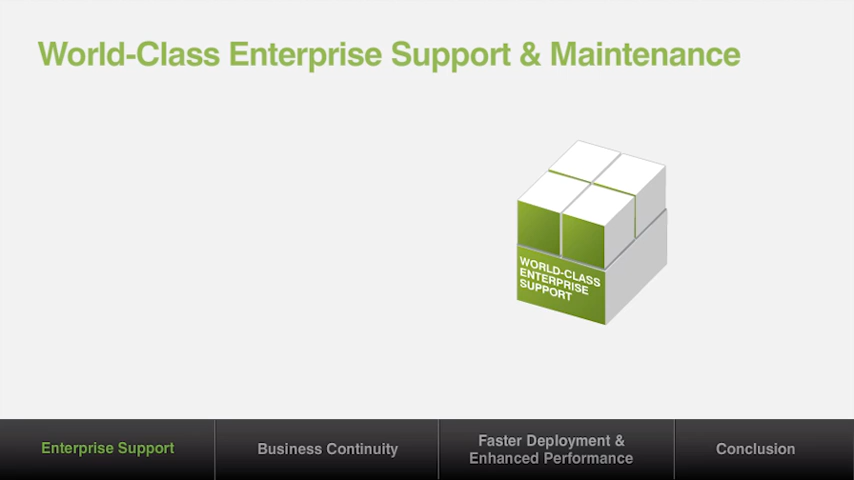 World-Class Enterprise Support & Maintenance
WORLD-CLASS
ENTERPRISE
SUPPORT
Enterprise Support
Business Continuity
Faster Deployment &
Enhanced Performance
Conclusion